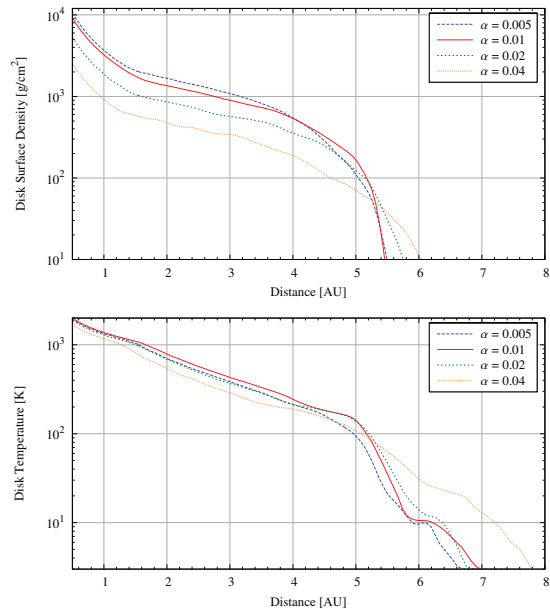 10^4
10^3
10^2
10^1
Disk Surface Density [g/cm^2]
α = 0.005
α = 0.01
α = 0.02
α = 0.04
1 2 3 4 5 6 7 8
Distance [AU]
10^3
10^2
10^1
Disk Temperature [K]
α = 0.005
α = 0.01
α = 0.02
α = 0.04
1 2 3 4 5 6 7 8
Distance [AU]